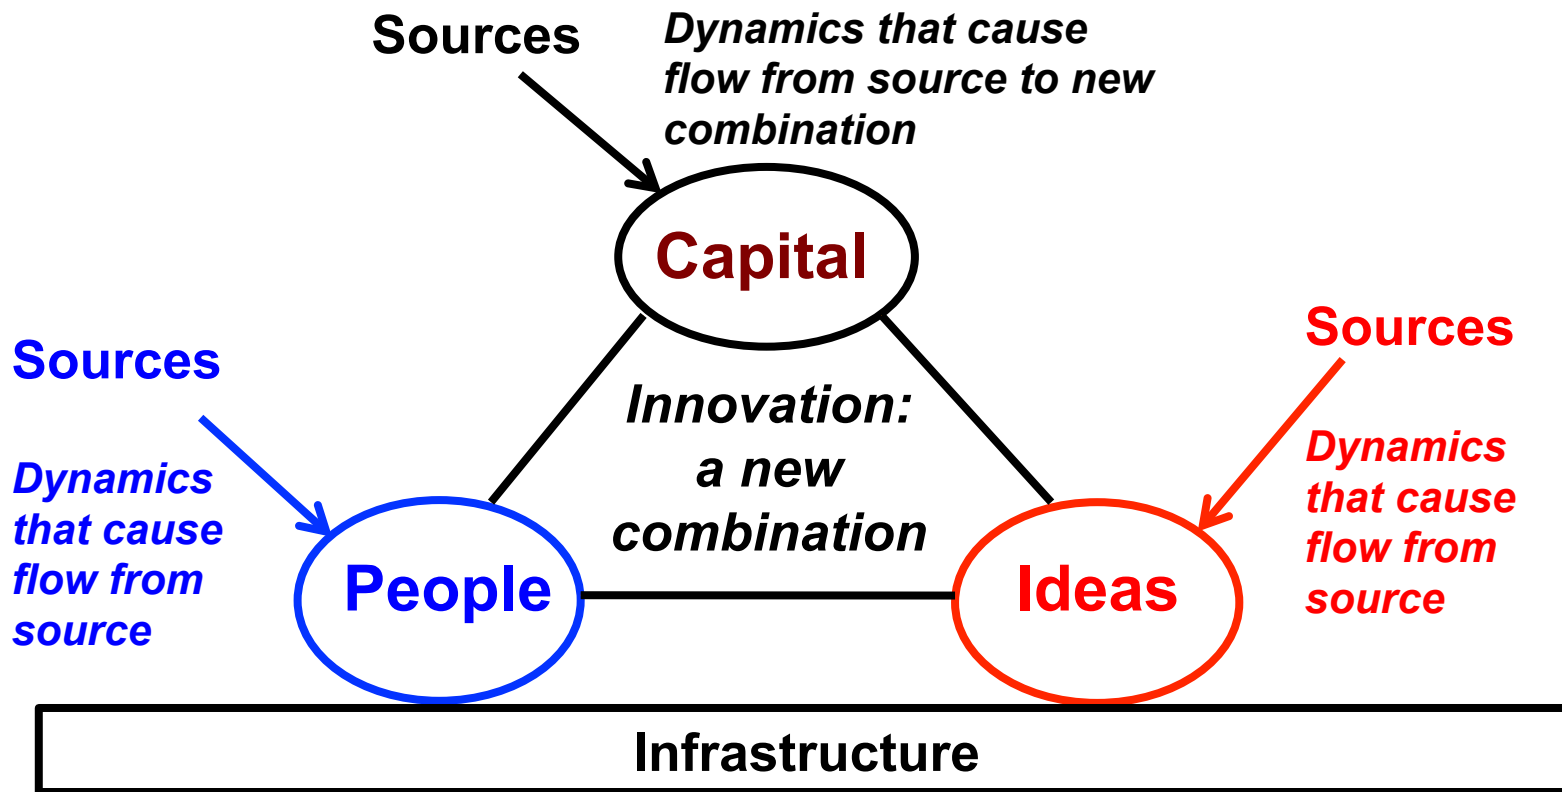 Sources
Dynamics that cause
flow from source to new
combination
Capital
Sources
Dynamics
that cause
flow from
source
People
Innovation:
a new
combination
Ideas
Sources
Dynamics
that cause
flow from
source
Infrastructure